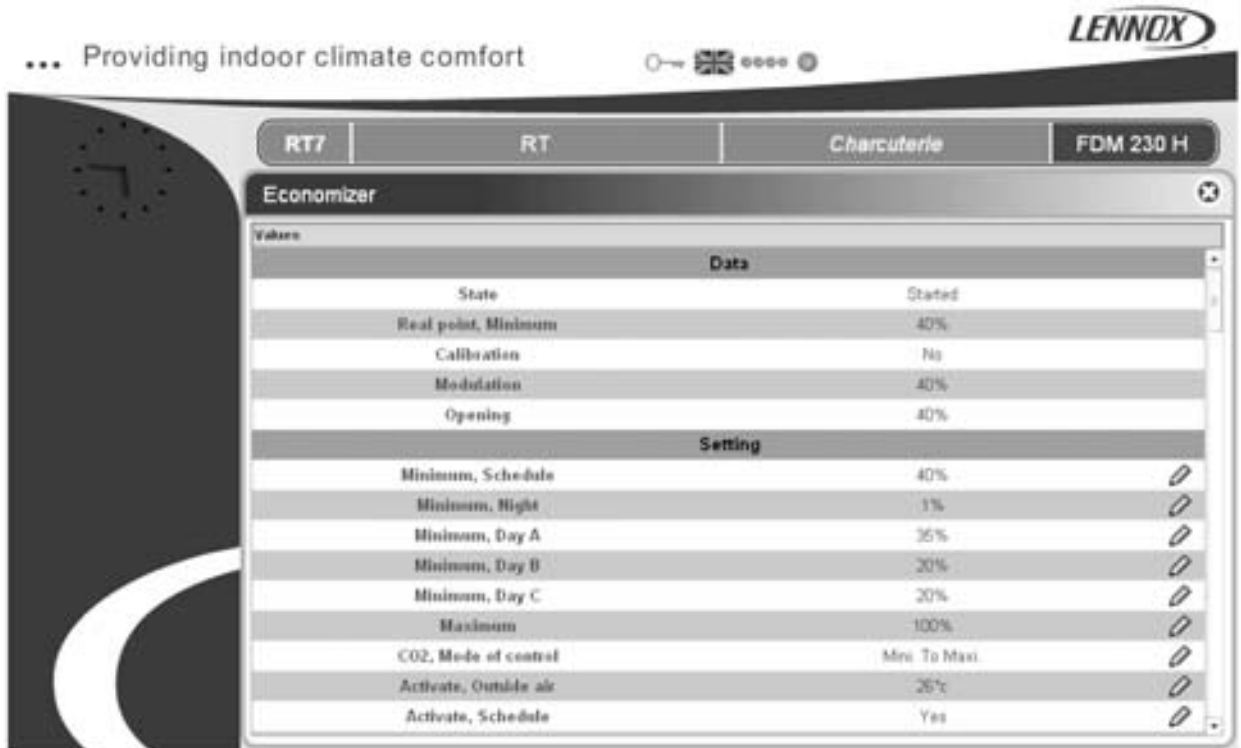 LENNOX
... Providing indoor climate comfort
RT7 RT Charcuterie FDM 230 H
Economizer
Values
Data
State Started
Real point, Minimum 40%
Calibration No
Modulation 40%
Opening 40%
Setting
Minimum, Schedule 40%
Minimum, Night 1%
Minimum, Day A 35%
Minimum, Day B 20%
Minimum, Day C 20%
Maximum 100%
CO2, Mode of control Mini. To Maxi.
Activate, Outside air 26°c
Activate, Schedule Yes